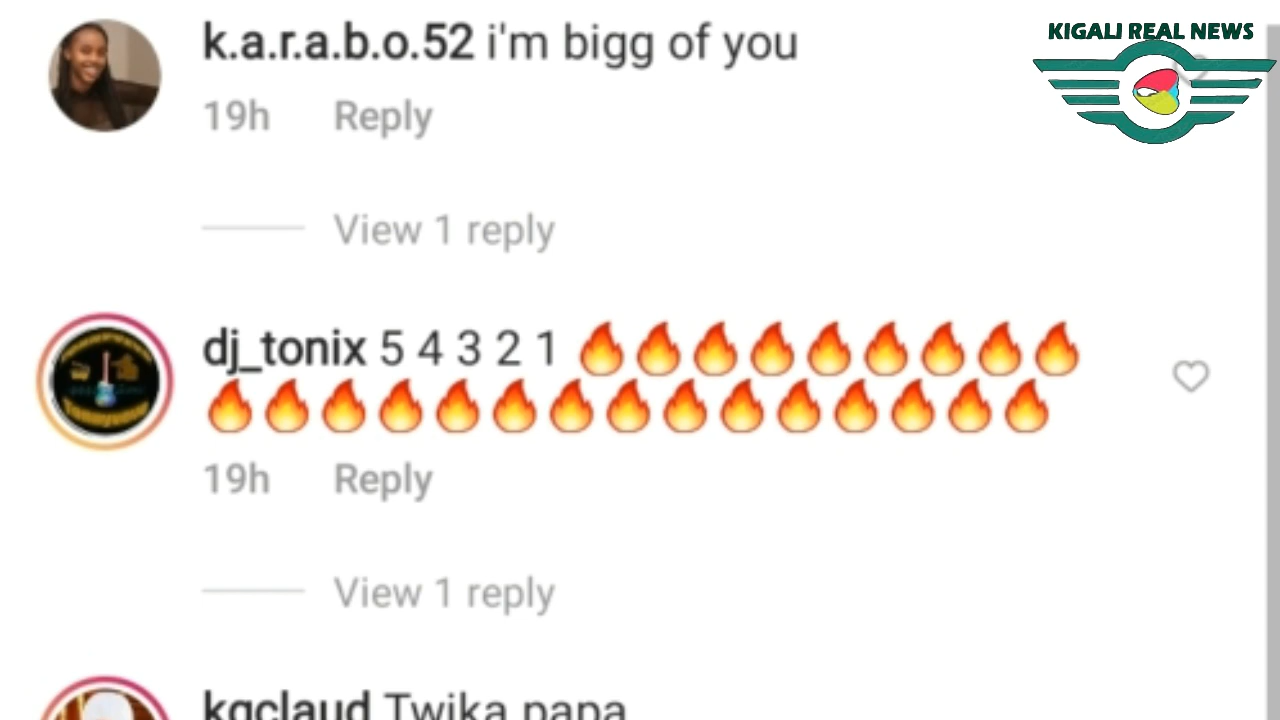 KIGALI REAL NEWS
k.a.r.a.b.o.52 i'm bigg of you
19h Reply
View 1 reply
dj_tonix 5 4 3 2 1 🔥🔥🔥🔥🔥🔥🔥🔥🔥
🔥🔥🔥🔥🔥🔥🔥🔥🔥🔥🔥🔥🔥🔥🔥
19h Reply
View 1 reply
kgclaud Twika papa